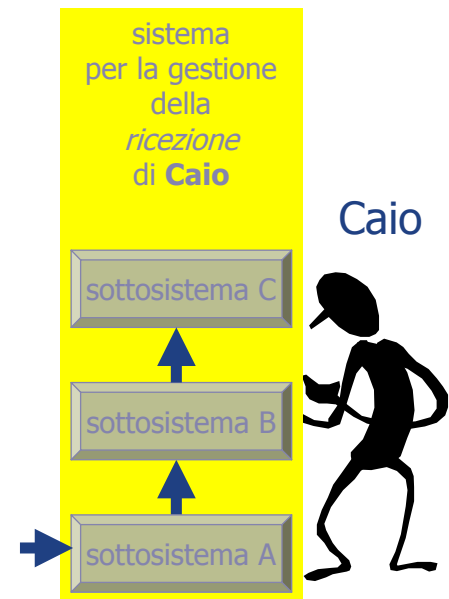 sistema
per la gestione
della
ricezione
di Caio
Caio
sottosistema C
sottosistema B
sottosistema A